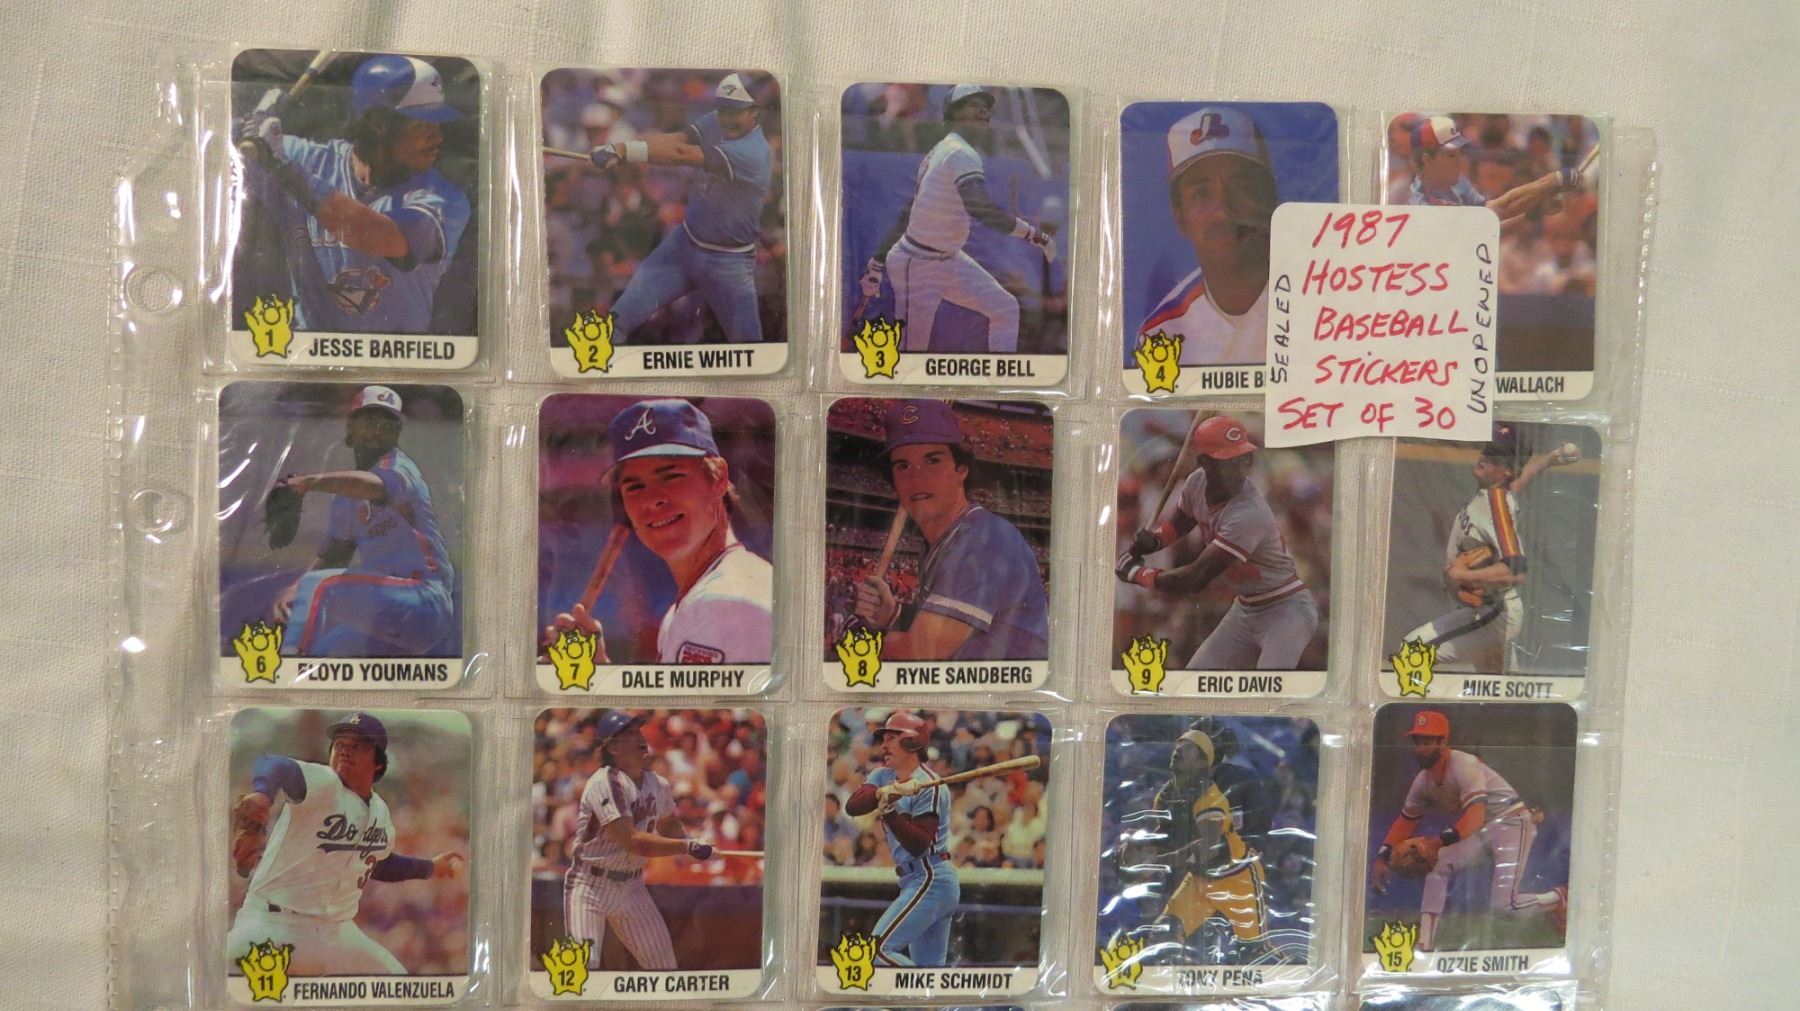 1 JESSE BARFIELD
2 ERNIE WHITT
3 GEORGE BELL
4 HUBIE B
WALLACH
1987
HOSTESS
BASEBALL
STICKERS
SET OF 30
SEALED
UNOPENED
6 FLOYD YOUMANS
7 DALE MURPHY
8 RYNE SANDBERG
9 ERIC DAVIS
10 MIKE SCOTT
Dodgers
3
11 FERNANDO VALENZUELA
12 GARY CARTER
13 MIKE SCHMIDT
14 TONY PENA
15 OZZIE SMITH